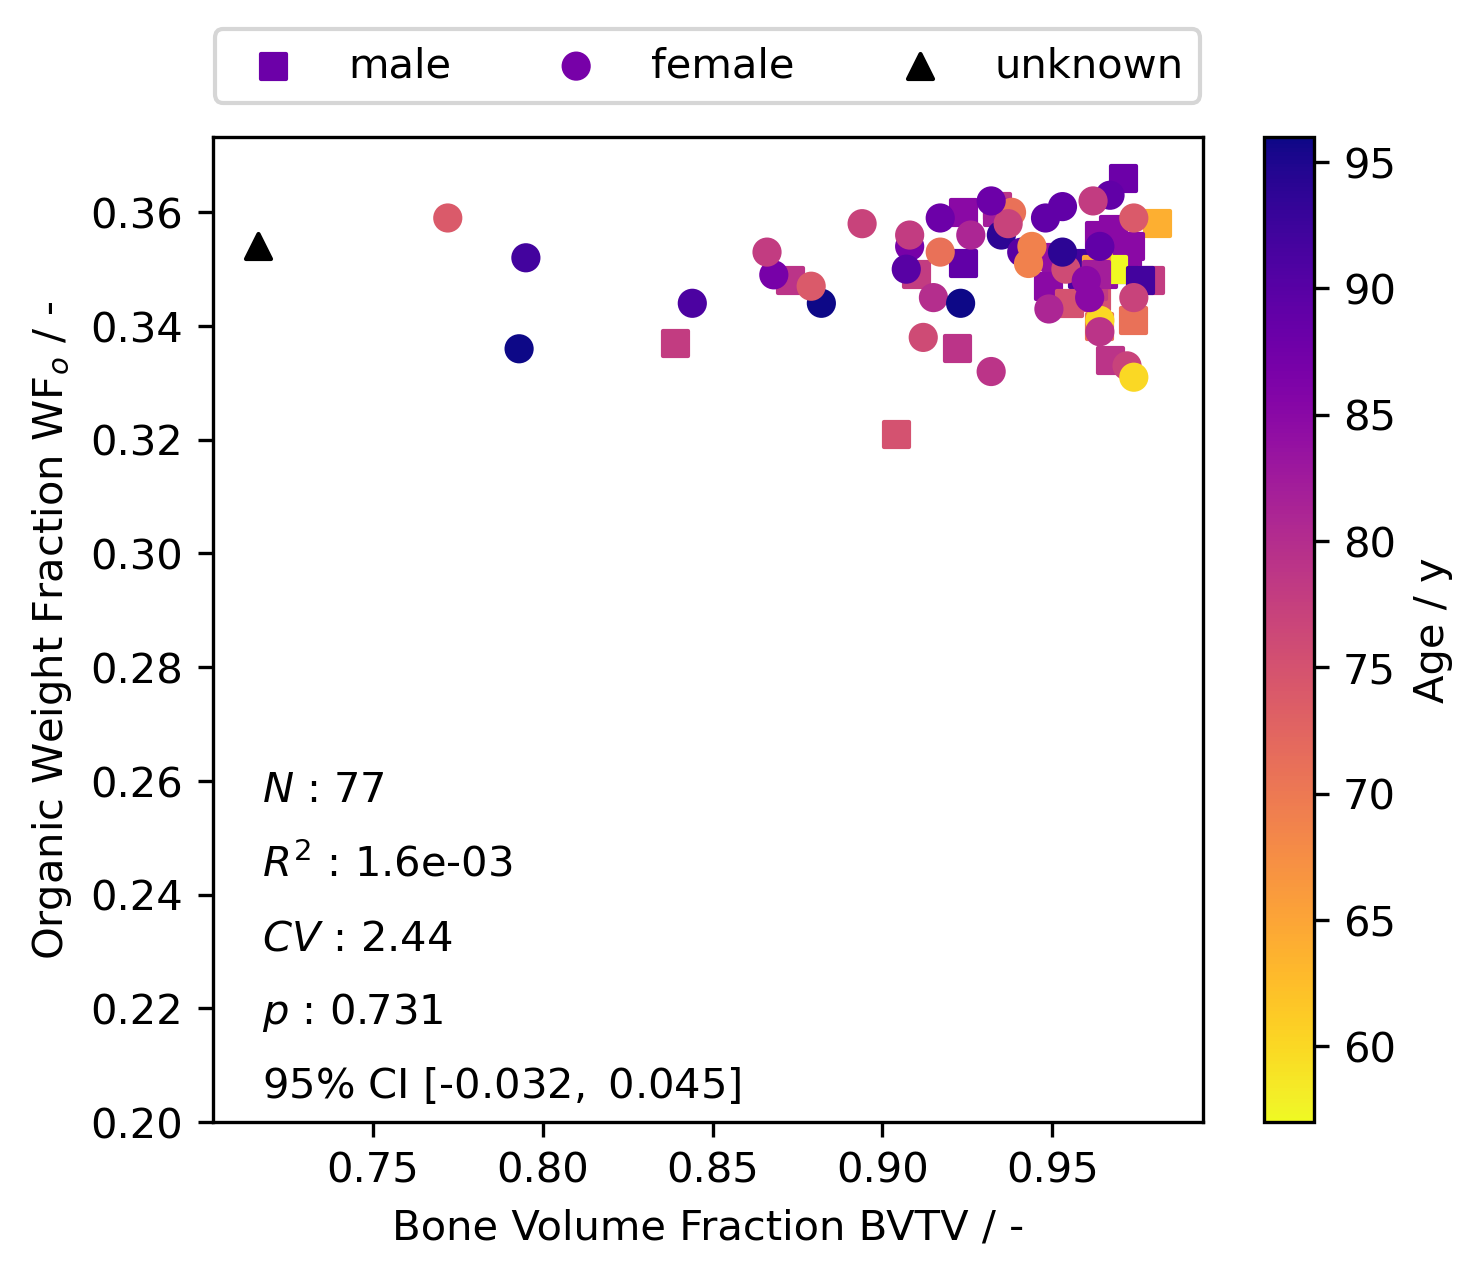 male female unknown
Organic Weight Fraction WFₒ / -
0.36
0.34
0.32
0.30
0.28
0.26
0.24
0.22
0.20
N : 77
R² : 1.6e-03
CV : 2.44
p : 0.731
95% CI [-0.032, 0.045]
0.75 0.80 0.85 0.90 0.95
Bone Volume Fraction BVTV / -
95
90
85
80
75
70
65
60
Age / y